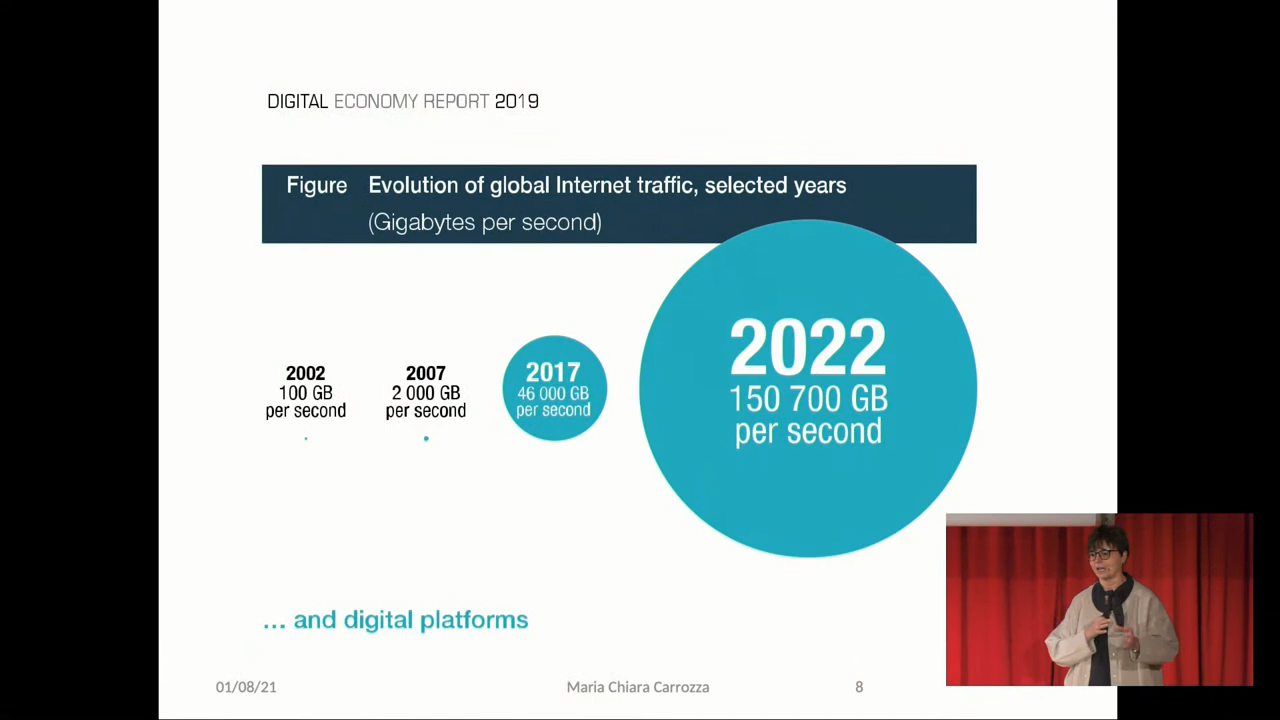 DIGITAL ECONOMY REPORT 2019
Figure Evolution of global Internet traffic, selected years
(Gigabytes per second)
2002
100 GB
per second
2007
2 000 GB
per second
2017
46 000 GB
per second
2022
150 700 GB
per second
... and digital platforms
01/08/21 Maria Chiara Carrozza 8